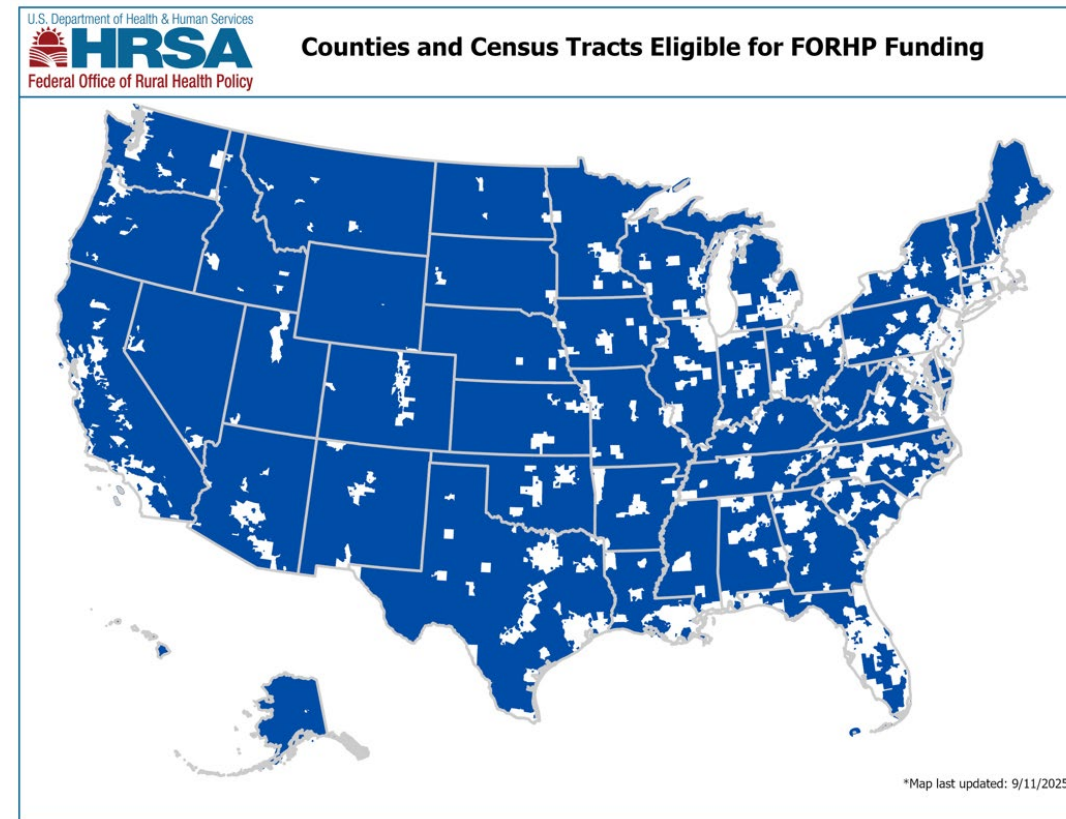 U.S. Department of Health & Human Services
HRSA
Federal Office of Rural Health Policy
Counties and Census Tracts Eligible for FORHP Funding
*Map last updated: 9/11/2025